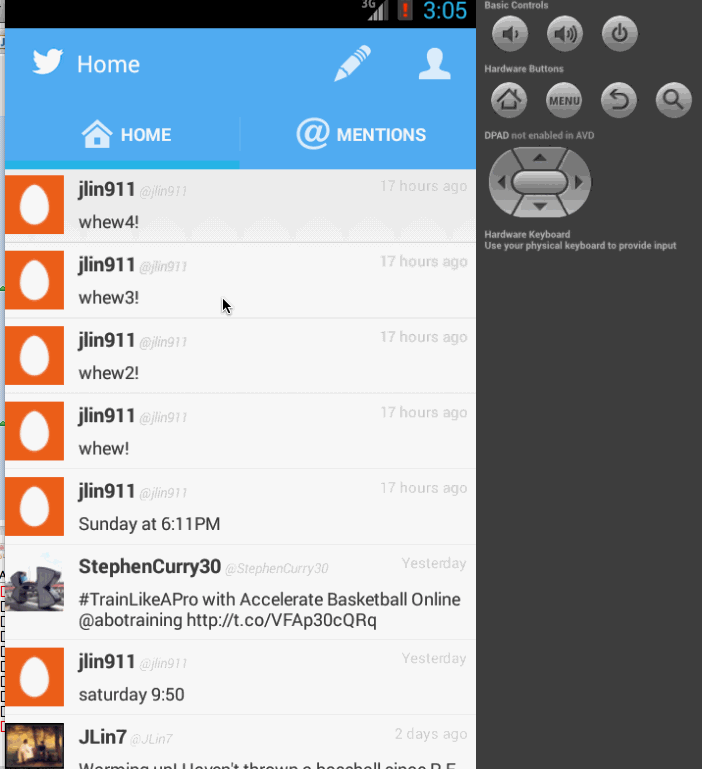 3G
3:05
Home
HOME
@ MENTIONS
jlin911 @jlin911 17 hours ago
whew4!
jlin911 @jlin911 17 hours ago
whew3!
jlin911 @jlin911 17 hours ago
whew2!
jlin911 @jlin911 17 hours ago
whew!
jlin911 @jlin911 17 hours ago
Sunday at 6:11PM
StephenCurry30 @StephenCurry30 Yesterday
#TrainLikeAPro with Accelerate Basketball Online
@abotraining http://t.co/VFAp30cQRq
jlin911 @jlin911 Yesterday
saturday 9:50
JLin7 @JLin7 2 days ago
Warming up! Haven't thrown a baseball since
Basic Controls
Hardware Buttons
MENU
DPAD not enabled in AVD
Hardware Keyboard
Use your physical keyboard to provide input